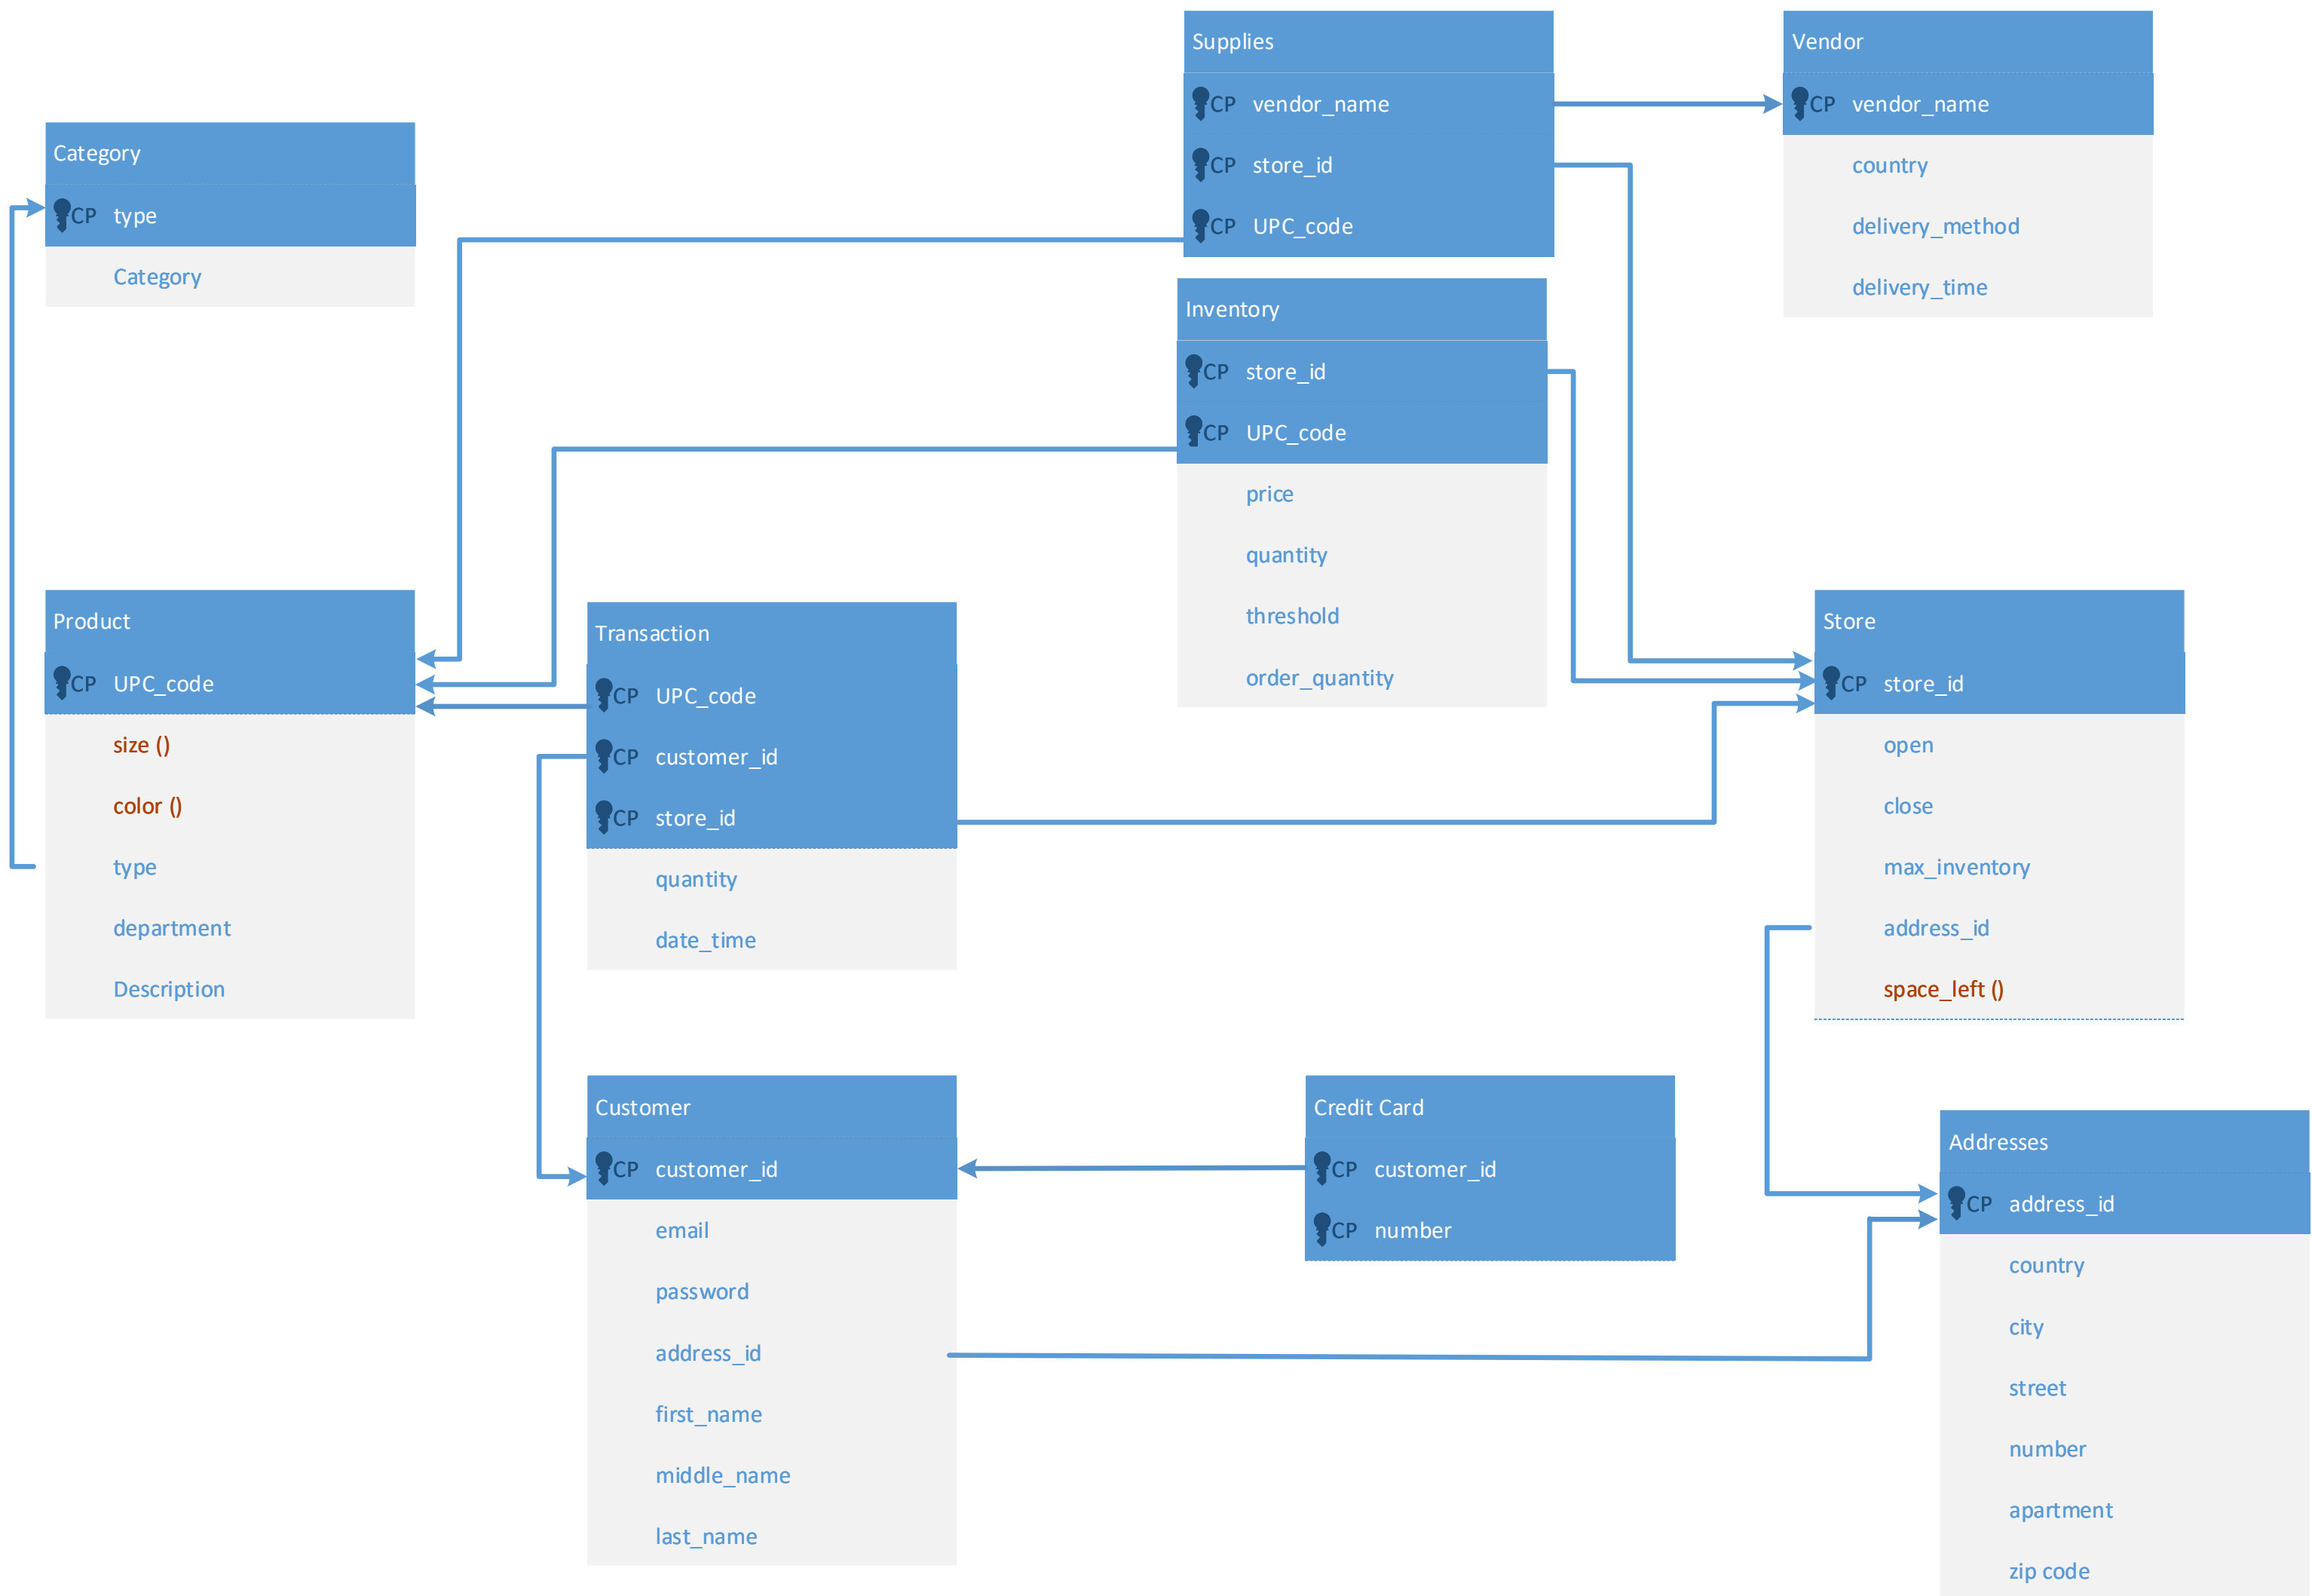 Supplies
CP vendor_name
CP store_id
CP UPC_code
Vendor
CP vendor_name
country
delivery_method
delivery_time
Category
CP type
Category
Inventory
CP store_id
CP UPC_code
price
quantity
threshold
order_quantity
Product
CP UPC_code
size ()
color ()
type
department
Description
Transaction
CP UPC_code
CP customer_id
CP store_id
quantity
date_time
Store
CP store_id
open
close
max_inventory
address_id
space_left ()
Customer
CP customer_id
email
password
address_id
first_name
middle_name
last_name
Credit Card
CP customer_id
CP number
Addresses
CP address_id
country
city
street
number
apartment
zip code